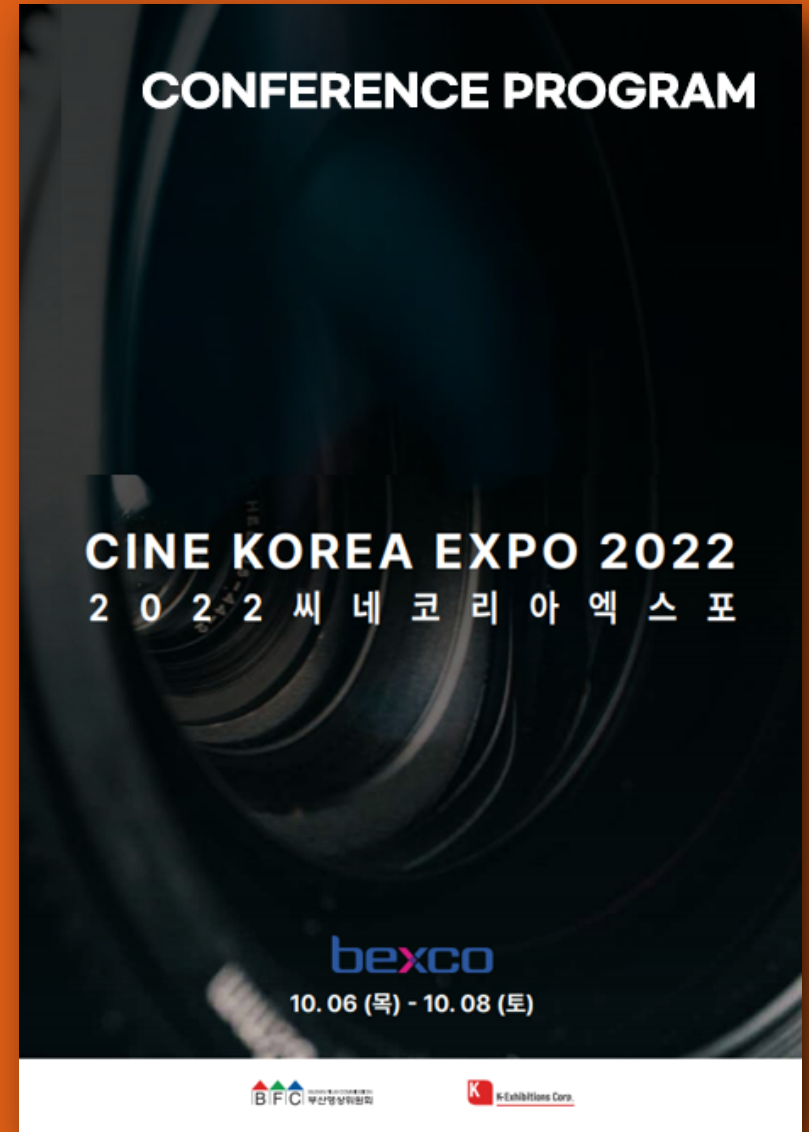 CONFERENCE PROGRAM
CINE KOREA EXPO 2022
2022씨네코리아엑스포
bexco
10. 06 (목) - 10. 08 (토)
BFC 부산영상위원회
K K-Exhibitions Corp.